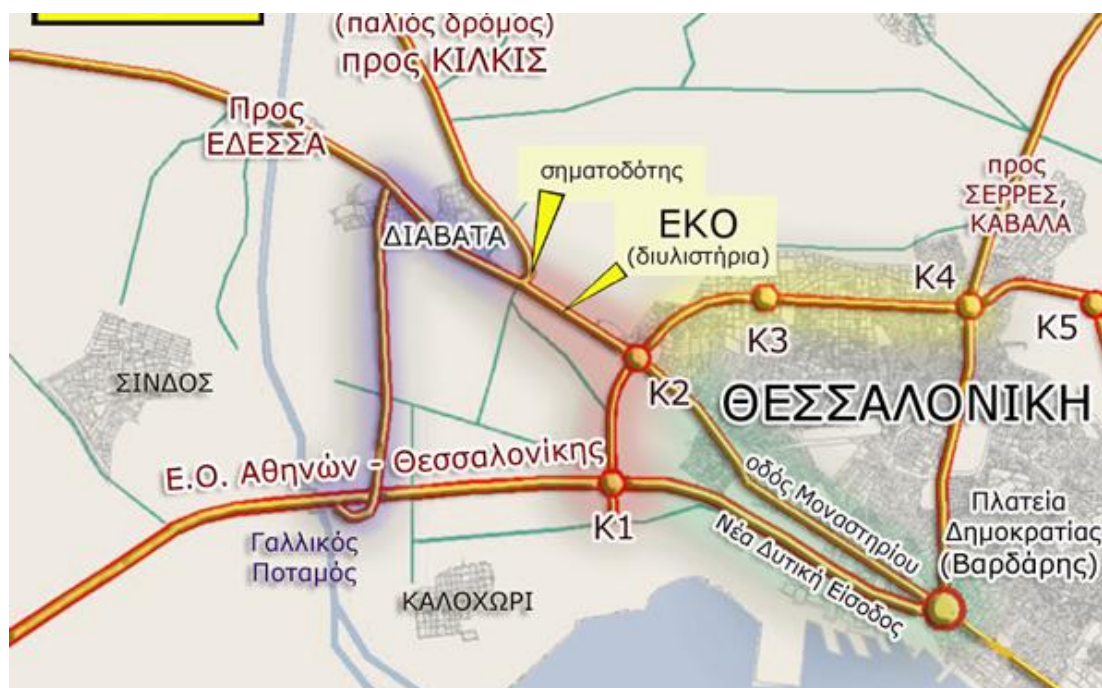 (παλιός δρόμος)
προς ΚΙΛΚΙΣ
Προς
ΕΔΕΣΣΑ
σηματοδότης
προς
ΣΕΡΡΕΣ,
ΚΑΒΑΛΑ
ΕΚΟ
(διυλιστήρια)
ΔΙΑΒΑΤΑ
Κ4
Κ3
Κ5
ΣΙΝΔΟΣ
Κ2
ΘΕΣΣΑΛΟΝΙΚΗ
Ε.Ο. Αθηνών - Θεσσαλονίκης
οδός Μοναστηρίου
Κ1
Πλατεία
Δημοκρατίας
(Βαρδάρης)
Νέα Δυτική Είσοδος
Γαλλικός
Ποταμός
ΚΑΛΟΧΩΡΙ